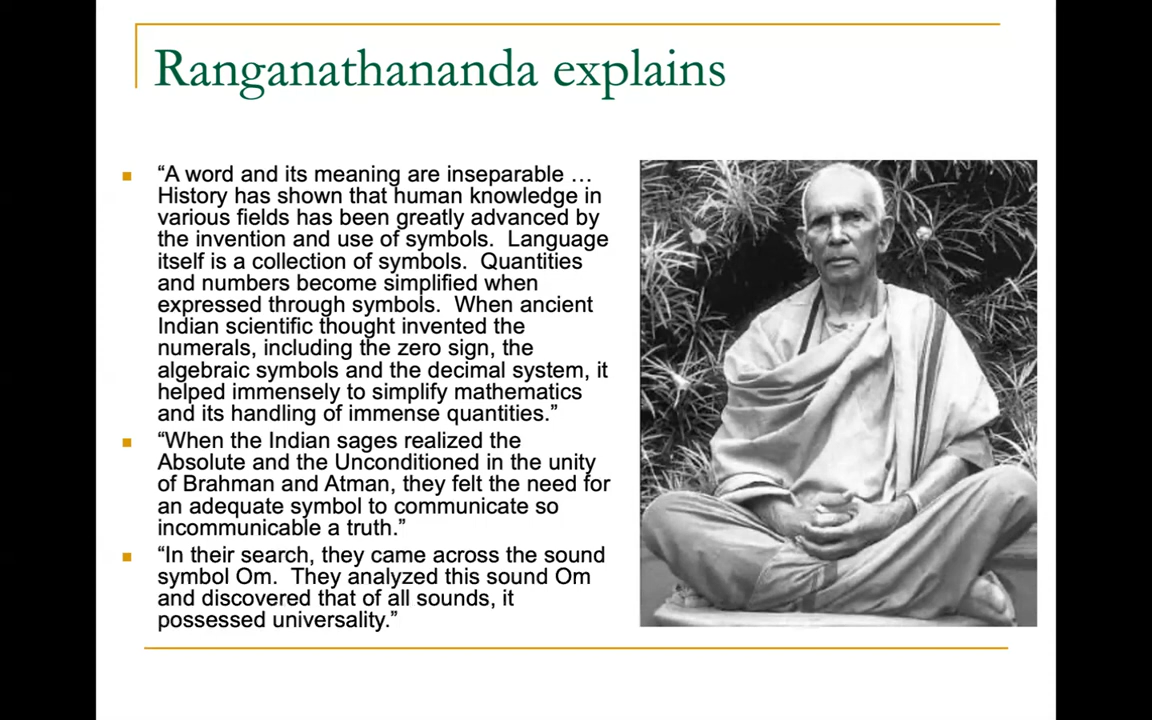 Ranganathananda explains
“A word and its meaning are inseparable …
History has shown that human knowledge in
various fields has been greatly advanced by
the invention and use of symbols.  Language
itself is a collection of symbols.  Quantities
and numbers become simplified when
expressed through symbols.  When ancient
Indian scientific thought invented the
numerals, including the zero sign, the
algebraic symbols and the decimal system, it
helped immensely to simplify mathematics
and its handling of immense quantities.”
“When the Indian sages realized the
Absolute and the Unconditioned in the unity
of Brahman and Atman, they felt the need for
an adequate symbol to communicate so
incommunicable a truth.”
“In their search, they came across the sound
symbol Om.  They analyzed this sound Om
and discovered that of all sounds, it
possessed universality.”